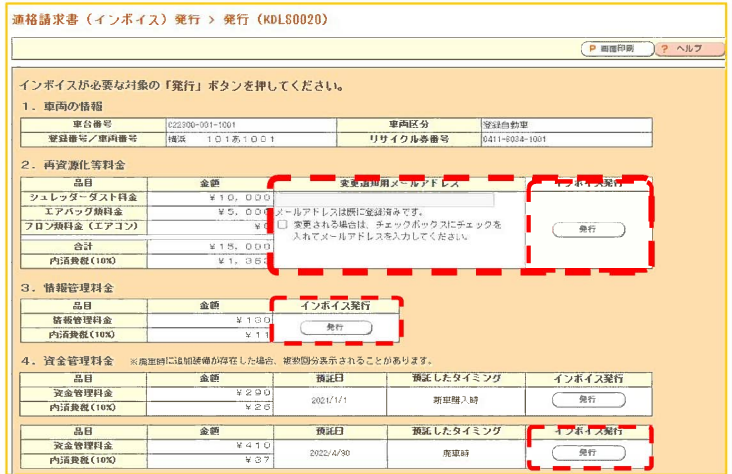 適格請求書（インボイス）発行 > 発行（KDLS0020）
P 画面印刷 ? ヘルプ
インボイスが必要な対象の「発行」ボタンを押してください。
1．車両の情報
車台番号 C22300-001-1001 車両区分 登録自動車
登録番号／車両番号 横浜 101あ1001 リサイクル券番号 0411-6034-1001
2．再資源化等料金
品目 金額 変更通知用メールアドレス インボイス発行
シュレッダーダスト料金 ￥10，000
エアバッグ類料金 ￥5，000 メールアドレスは既に登録済みです。
フロン類料金（エアコン） ￥0 変更される場合は、チェックボックスにチェックを 発行
入れてメールアドレスを入力してください。
合計 ￥15，000
内消費税(10%) ￥1，363
3．情報管理料金
品目 金額 インボイス発行
情報管理料金 ￥130 発行
内消費税(10%) ￥11
4．資金管理料金 ※廃車時に追加装備が存在した場合、複数回分表示されることがあります。
品目 金額 預託日 預託したタイミング インボイス発行
資金管理料金 ￥290 2021/1/1 新車購入時 発行
内消費税(10%) ￥26
品目 金額 預託日 預託したタイミング インボイス発行
資金管理料金 ￥410 2022/4/30 廃車時 発行
内消費税(10%) ￥37